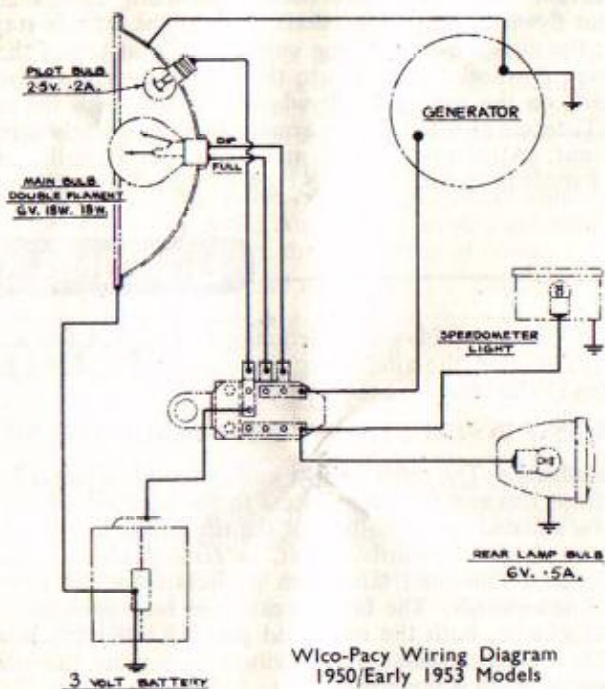 PILOT BULB
2·5V. ·2A.
GENERATOR
DIP
FULL
MAIN BULB
DOUBLE FILAMENT
6V. 18W. 18W.
SPEEDOMETER
LIGHT
REAR LAMP BULB
6V. ·5A.
3 VOLT BATTERY
Wico-Pacy Wiring Diagram
1950/Early 1953 Models